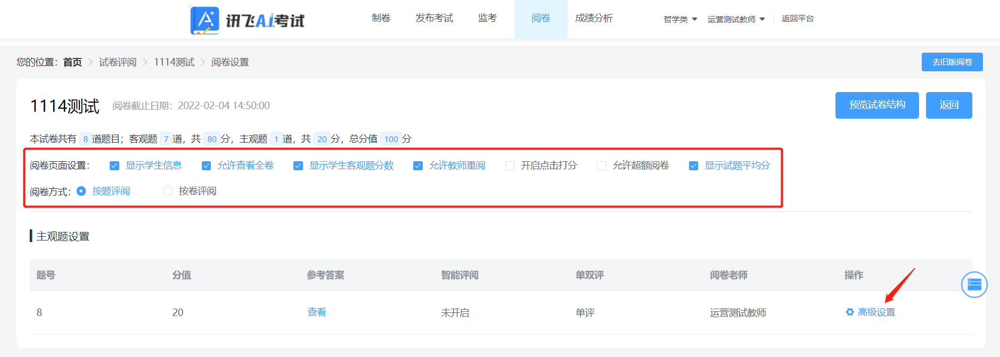 讯飞A.i.考试 制卷 发布考试 监考 阅卷 成绩分析 哲学类 运营测试教师 返回平台
您的位置： 首页 > 试卷评阅 > 1114测试 > 阅卷设置 去旧版阅卷
1114测试 阅卷截止日期：2022-02-04 14:50:00 预览试卷结构 返回
本试卷共有 8 道题目；客观题 7 道，共 80 分，主观题 1 道，共 20 分，总分值 100 分
阅卷页面设置： 显示学生信息 允许查看全卷 显示学生客观题分数 允许教师重阅 开启点击打分 允许超额阅卷 显示试题平均分
阅卷方式： 按题评阅 按卷评阅
主观题设置
题号 分值 参考答案 智能评阅 单双评 阅卷老师 操作
8 20 查看 未开启 单评 运营测试教师 高级设置